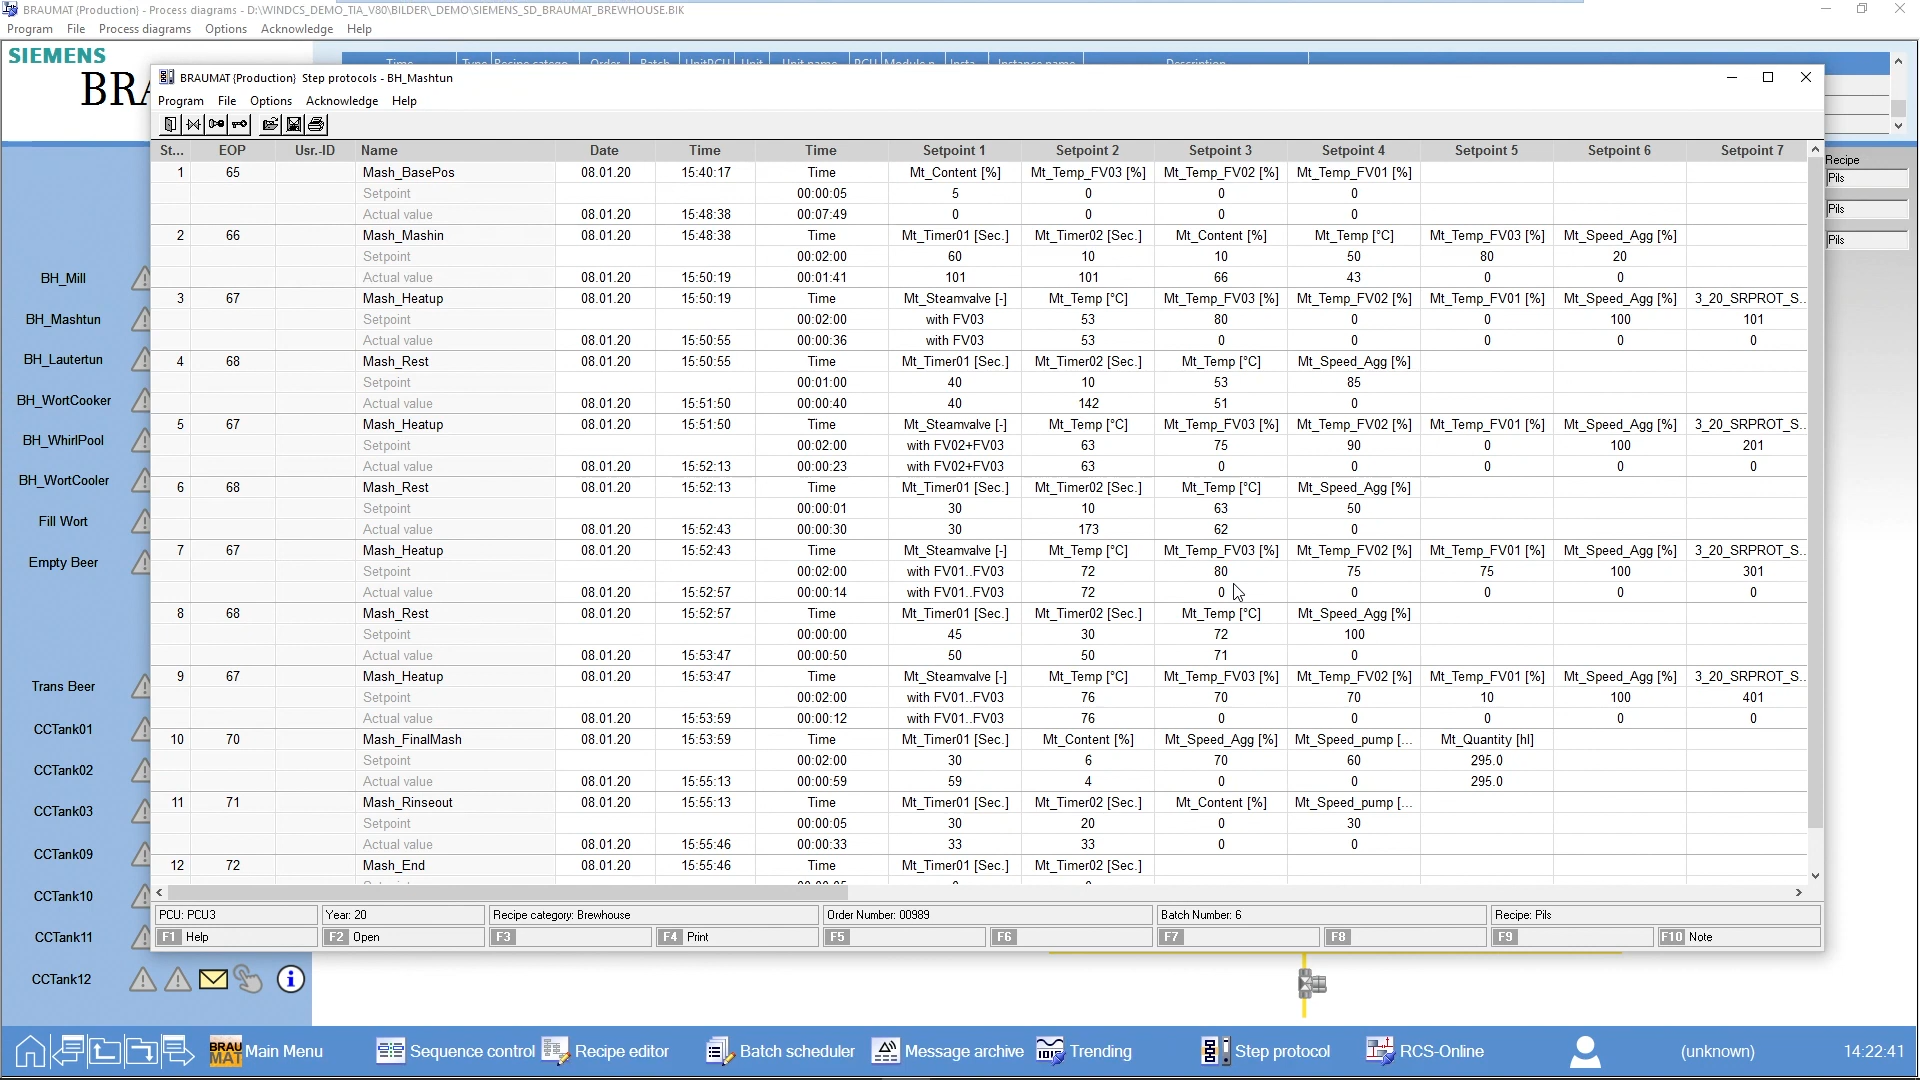 BRAUMAT {Production} - Process diagrams - D:\WINDCS_DEMO_TIA_V80\BILDER\_DEMO\SIEMENS_SD_BRAUMAT_BREWHOUSE.BIK
Program File Process diagrams Options Acknowledge Help
SIEMENS
BRAUMAT {Production} Step protocols - BH_Mashtun
Program File Options Acknowledge Help
St... EOP Usr.-ID Name Date Time Time Setpoint 1 Setpoint 2 Setpoint 3 Setpoint 4 Setpoint 5 Setpoint 6 Setpoint 7
1 65 Mash_BasePos 08.01.20 15:40:17 Time Mt_Content [%] Mt_Temp_FV03 [%] Mt_Temp_FV02 [%] Mt_Temp_FV01 [%]
Setpoint 00:00:05 5 0 0 0
Actual value 08.01.20 15:48:38 00:07:49 0 0 0 0
2 66 Mash_Mashin 08.01.20 15:48:38 Time Mt_Timer01 [Sec.] Mt_Timer02 [Sec.] Mt_Content [%] Mt_Temp [°C] Mt_Temp_FV03 [%] Mt_Speed_Agg [%]
Setpoint 00:02:00 60 10 10 50 80 20
Actual value 08.01.20 15:50:19 00:01:41 101 101 66 43 0 0
3 67 Mash_Heatup 08.01.20 15:50:19 Time Mt_Steamvalve [-] Mt_Temp [°C] Mt_Temp_FV03 [%] Mt_Temp_FV02 [%] Mt_Temp_FV01 [%] Mt_Speed_Agg [%] 3_20_SRPROT_S...
Setpoint 00:02:00 with FV03 53 80 0 0 100 101
Actual value 08.01.20 15:50:55 00:00:36 with FV03 53 0 0 0 0 0
4 68 Mash_Rest 08.01.20 15:50:55 Time Mt_Timer01 [Sec.] Mt_Timer02 [Sec.] Mt_Temp [°C] Mt_Speed_Agg [%]
Setpoint 00:01:00 40 10 53 85
Actual value 08.01.20 15:51:50 00:00:40 40 142 51 0
5 67 Mash_Heatup 08.01.20 15:51:50 Time Mt_Steamvalve [-] Mt_Temp [°C] Mt_Temp_FV03 [%] Mt_Temp_FV02 [%] Mt_Temp_FV01 [%] Mt_Speed_Agg [%] 3_20_SRPROT_S...
Setpoint 00:02:00 with FV02+FV03 63 75 90 0 100 201
Actual value 08.01.20 15:52:13 00:00:23 with FV02+FV03 63 0 0 0 0 0
6 68 Mash_Rest 08.01.20 15:52:13 Time Mt_Timer01 [Sec.] Mt_Timer02 [Sec.] Mt_Temp [°C] Mt_Speed_Agg [%]
Setpoint 00:00:01 30 10 63 50
Actual value 08.01.20 15:52:43 00:00:30 30 173 62 0
7 67 Mash_Heatup 08.01.20 15:52:43 Time Mt_Steamvalve [-] Mt_Temp [°C] Mt_Temp_FV03 [%] Mt_Temp_FV02 [%] Mt_Temp_FV01 [%] Mt_Speed_Agg [%] 3_20_SRPROT_S...
Setpoint 00:02:00 with FV01..FV03 72 80 75 75 100 301
Actual value 08.01.20 15:52:57 00:00:14 with FV01..FV03 72 0 0 0 0 0
8 68 Mash_Rest 08.01.20 15:52:57 Time Mt_Timer01 [Sec.] Mt_Timer02 [Sec.] Mt_Temp [°C] Mt_Speed_Agg [%]
Setpoint 00:00:00 45 30 72 100
Actual value 08.01.20 15:53:47 00:00:50 50 50 71 0
9 67 Mash_Heatup 08.01.20 15:53:47 Time Mt_Steamvalve [-] Mt_Temp [°C] Mt_Temp_FV03 [%] Mt_Temp_FV02 [%] Mt_Temp_FV01 [%] Mt_Speed_Agg [%] 3_20_SRPROT_S...
Setpoint 00:02:00 with FV01..FV03 76 70 70 10 100 401
Actual value 08.01.20 15:53:59 00:00:12 with FV01..FV03 76 0 0 0 0 0
10 70 Mash_FinalMash 08.01.20 15:53:59 Time Mt_Timer01 [Sec.] Mt_Content [%] Mt_Speed_Agg [%] Mt_Speed_pump [... Mt_Quantity [hl]
Setpoint 00:02:00 30 6 70 60 295.0
Actual value 08.01.20 15:55:13 00:00:59 59 4 0 0 295.0
11 71 Mash_Rinseout 08.01.20 15:55:13 Time Mt_Timer01 [Sec.] Mt_Timer02 [Sec.] Mt_Content [%] Mt_Speed_pump [...
Setpoint 00:00:05 30 20 0 30
Actual value 08.01.20 15:55:46 00:00:33 33 33 0 0
12 72 Mash_End 08.01.20 15:55:46 Time Mt_Timer01 [Sec.] Mt_Timer02 [Sec.]
PCU: PCU3 Year: 20 Recipe category: Brewhouse Order Number: 00989 Batch Number: 6 Recipe: Pils
F1 Help F2 Open F3 F4 Print F5 F6 F7 F8 F9 F10 Note
Recipe
Pils
Pils
Pils
BH_Mill
BH_Mashtun
BH_Lautertun
BH_WortCooker
BH_WhirlPool
BH_WortCooler
Fill Wort
Empty Beer
Trans Beer
CCTank01
CCTank02
CCTank03
CCTank09
CCTank10
CCTank11
CCTank12
BRAU
MAT
Main Menu Sequence control Recipe editor Batch scheduler Message archive Trending Step protocol RCS-Online (unknown) 14:22:41